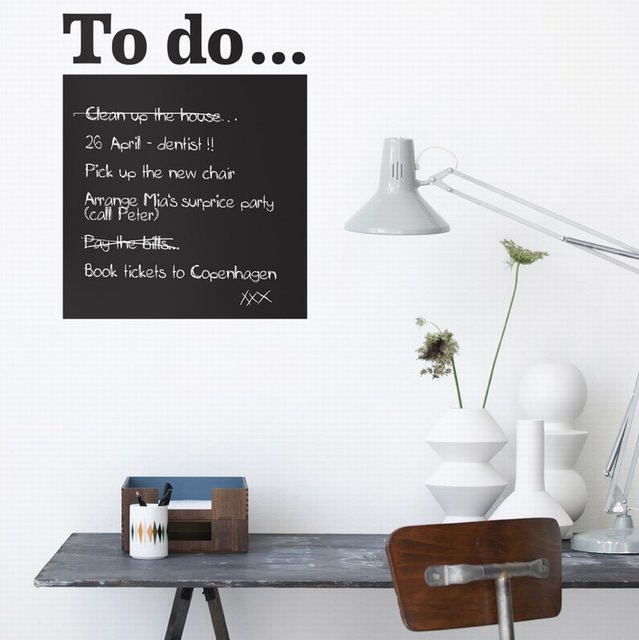 To do...
Clean up the house...
26 April - dentist!!
Pick up the new chair
Arrange Mia's surprice party
(call Peter)
Pay the bills...
Book tickets to Copenhagen
xxx